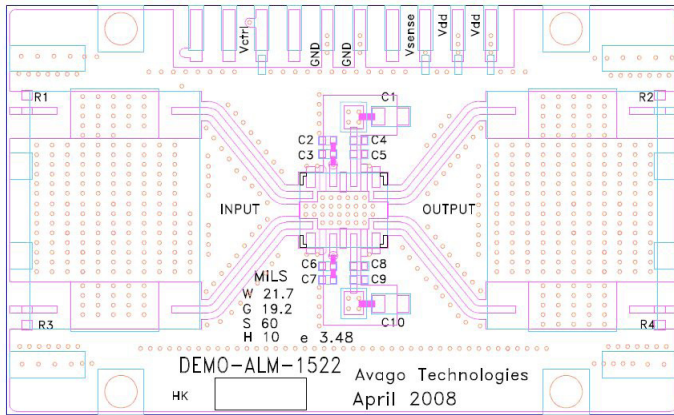 Vctrl
GND
GND
Vsense
Vdd
Vdd
R1
R2
C1
C2
C4
C3
C5
INPUT
OUTPUT
C6
C8
C7
C9
MiLS
W 21.7
G 19.2
S 60
H 10 e 3.48
C10
R3
R4
DEMO-ALM-1522
Avago Technologies
HK
April 2008